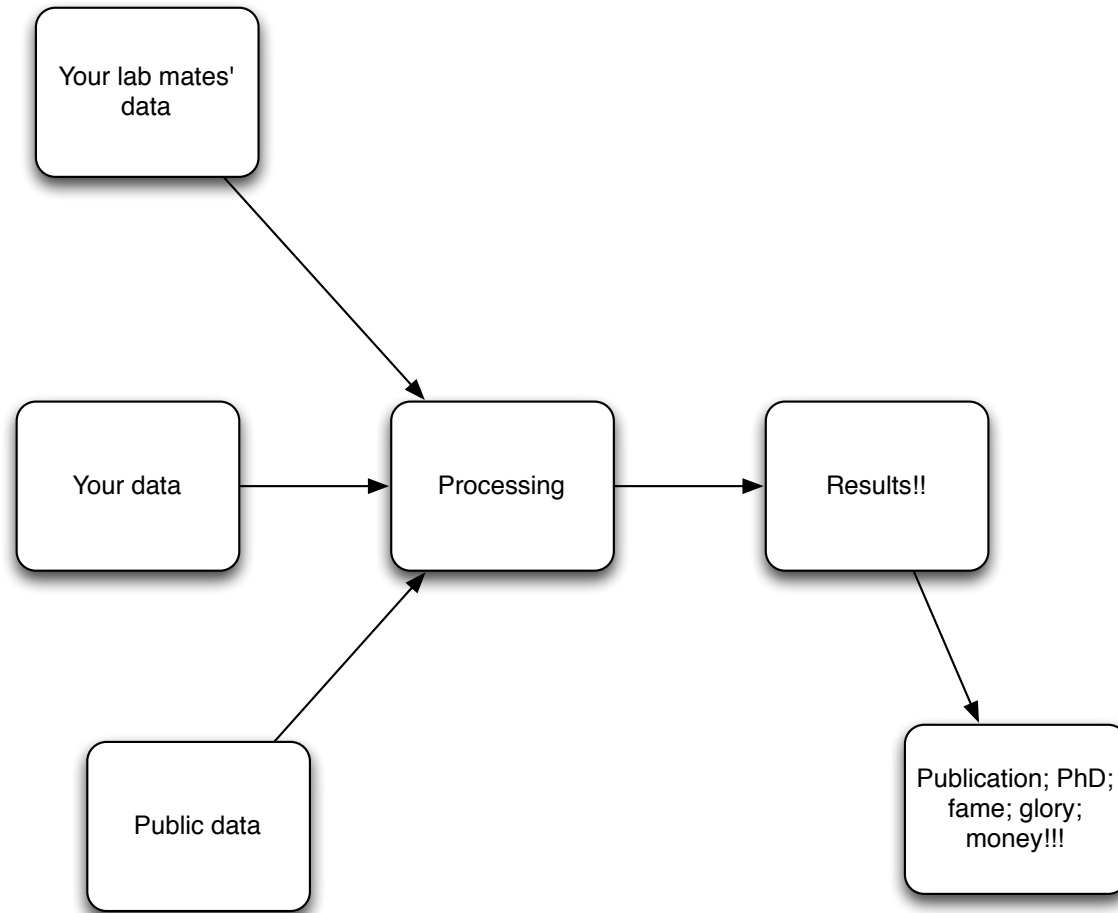 Your lab mates'
data
Your data
Processing
Results!!
Public data
Publication; PhD;
fame; glory;
money!!!